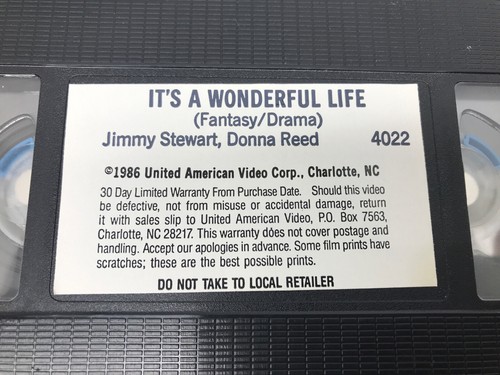 IT'S A WONDERFUL LIFE
(Fantasy/Drama)
Jimmy Stewart, Donna Reed 4022
©1986 United American Video Corp., Charlotte, NC
30 Day Limited Warranty From Purchase Date. Should this video
be defective, not from misuse or accidental damage, return
it with sales slip to United American Video, P.O. Box 7563,
Charlotte, NC 28217. This warranty does not cover postage and
handling. Accept our apologies in advance. Some film prints have
scratches; these are the best possible prints.
DO NOT TAKE TO LOCAL RETAILER